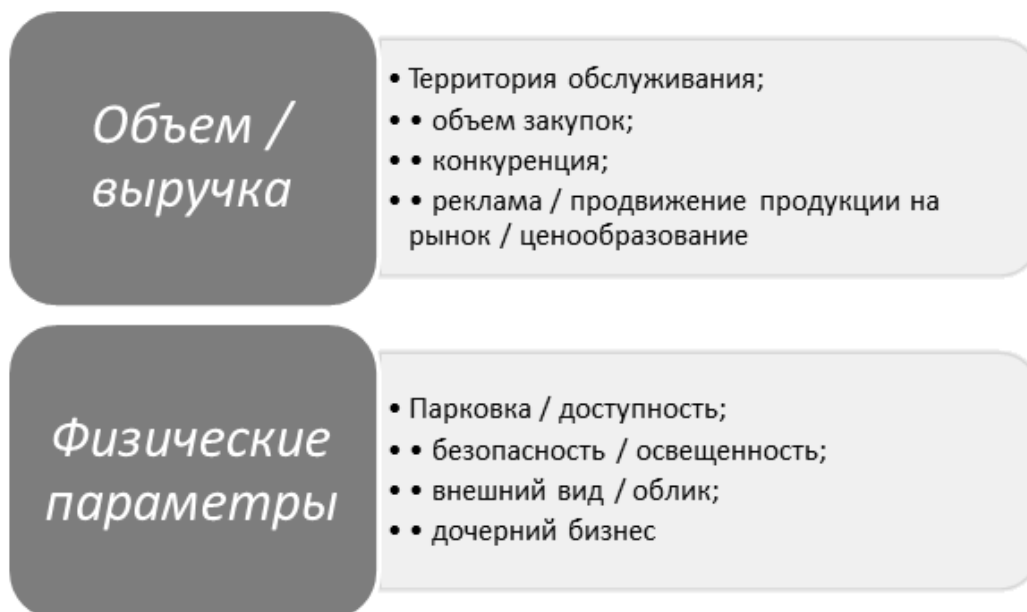 Объем /
выручка
• Территория обслуживания;
• • объем закупок;
• • конкуренция;
• • реклама / продвижение продукции на
рынок / ценообразование
Физические
параметры
• Парковка / доступность;
• • безопасность / освещенность;
• • внешний вид / облик;
• • дочерний бизнес